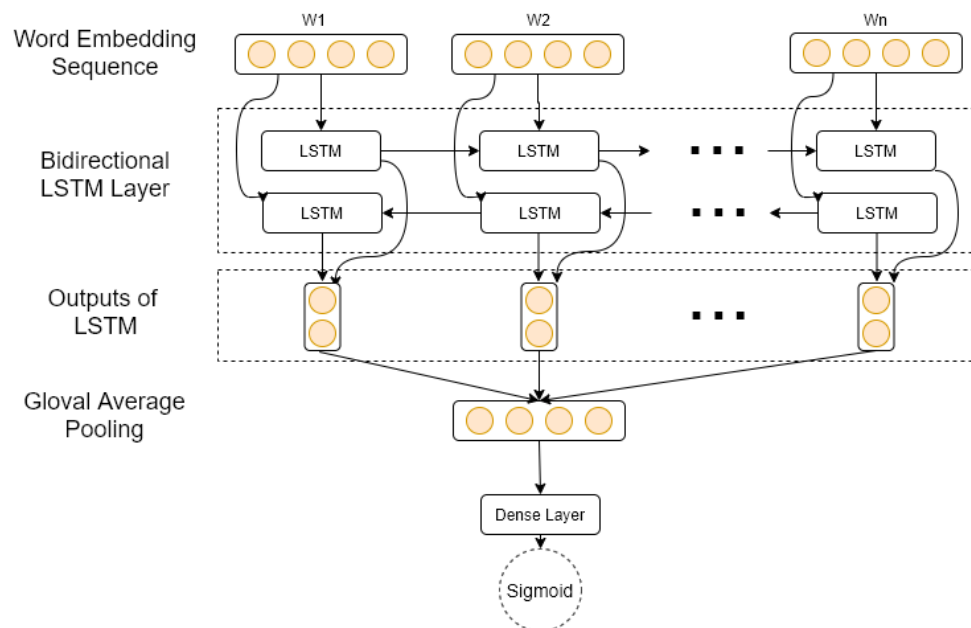 W1
W2
Wn
Word Embedding
Sequence
LSTM
LSTM
LSTM
Bidirectional
LSTM Layer
LSTM
LSTM
LSTM
Outputs of
LSTM
Gloval Average
Pooling
Dense Layer
Sigmoid